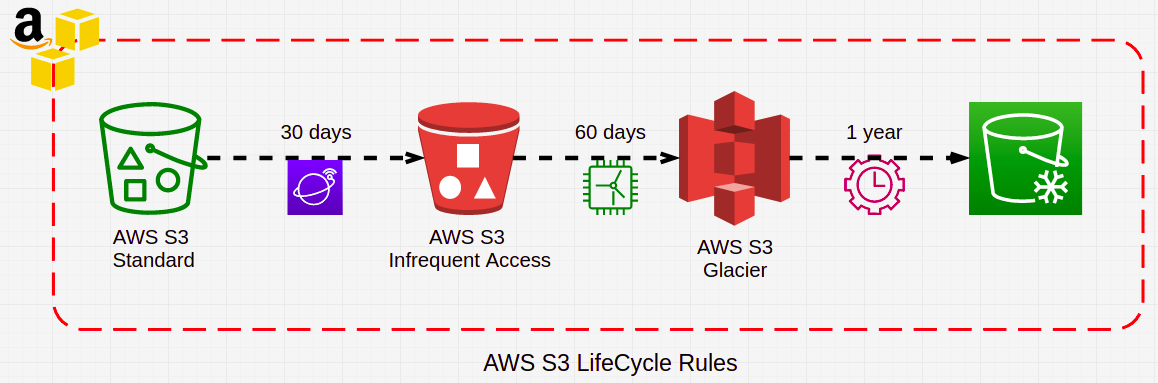 a
30 days
60 days
1 year
AWS S3
Standard
AWS S3
Infrequent Access
AWS S3
Glacier
AWS S3 LifeCycle Rules